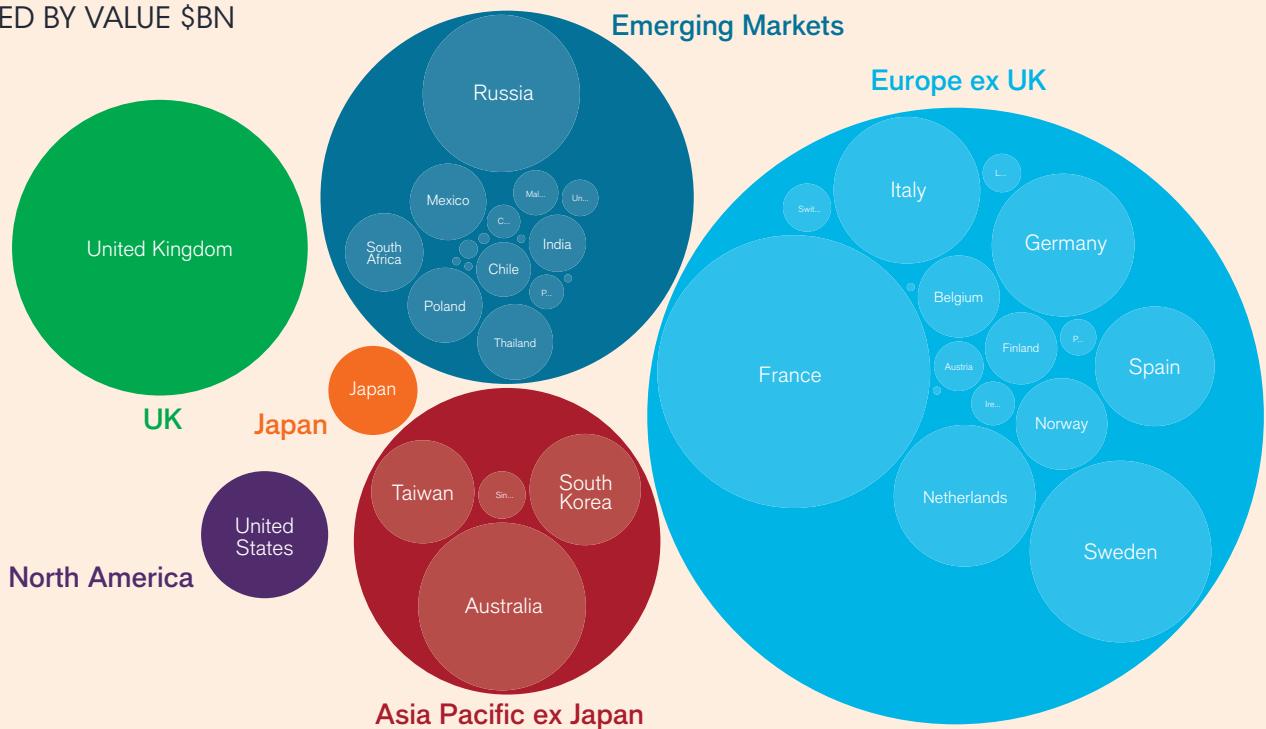 ED BY VALUE $BN
Emerging Markets
Europe ex UK
Russia
Mexico
Mal...
Un...
C...
South
Africa
India
Chile
Poland
P...
Thailand
United Kingdom
UK
Japan
Japan
United
States
North America
Taiwan
Sin...
South
Korea
Australia
Asia Pacific ex Japan
Italy
L...
Swit...
Germany
Belgium
France
Finland
P...
Spain
Austria
Ire...
Norway
Netherlands
Sweden